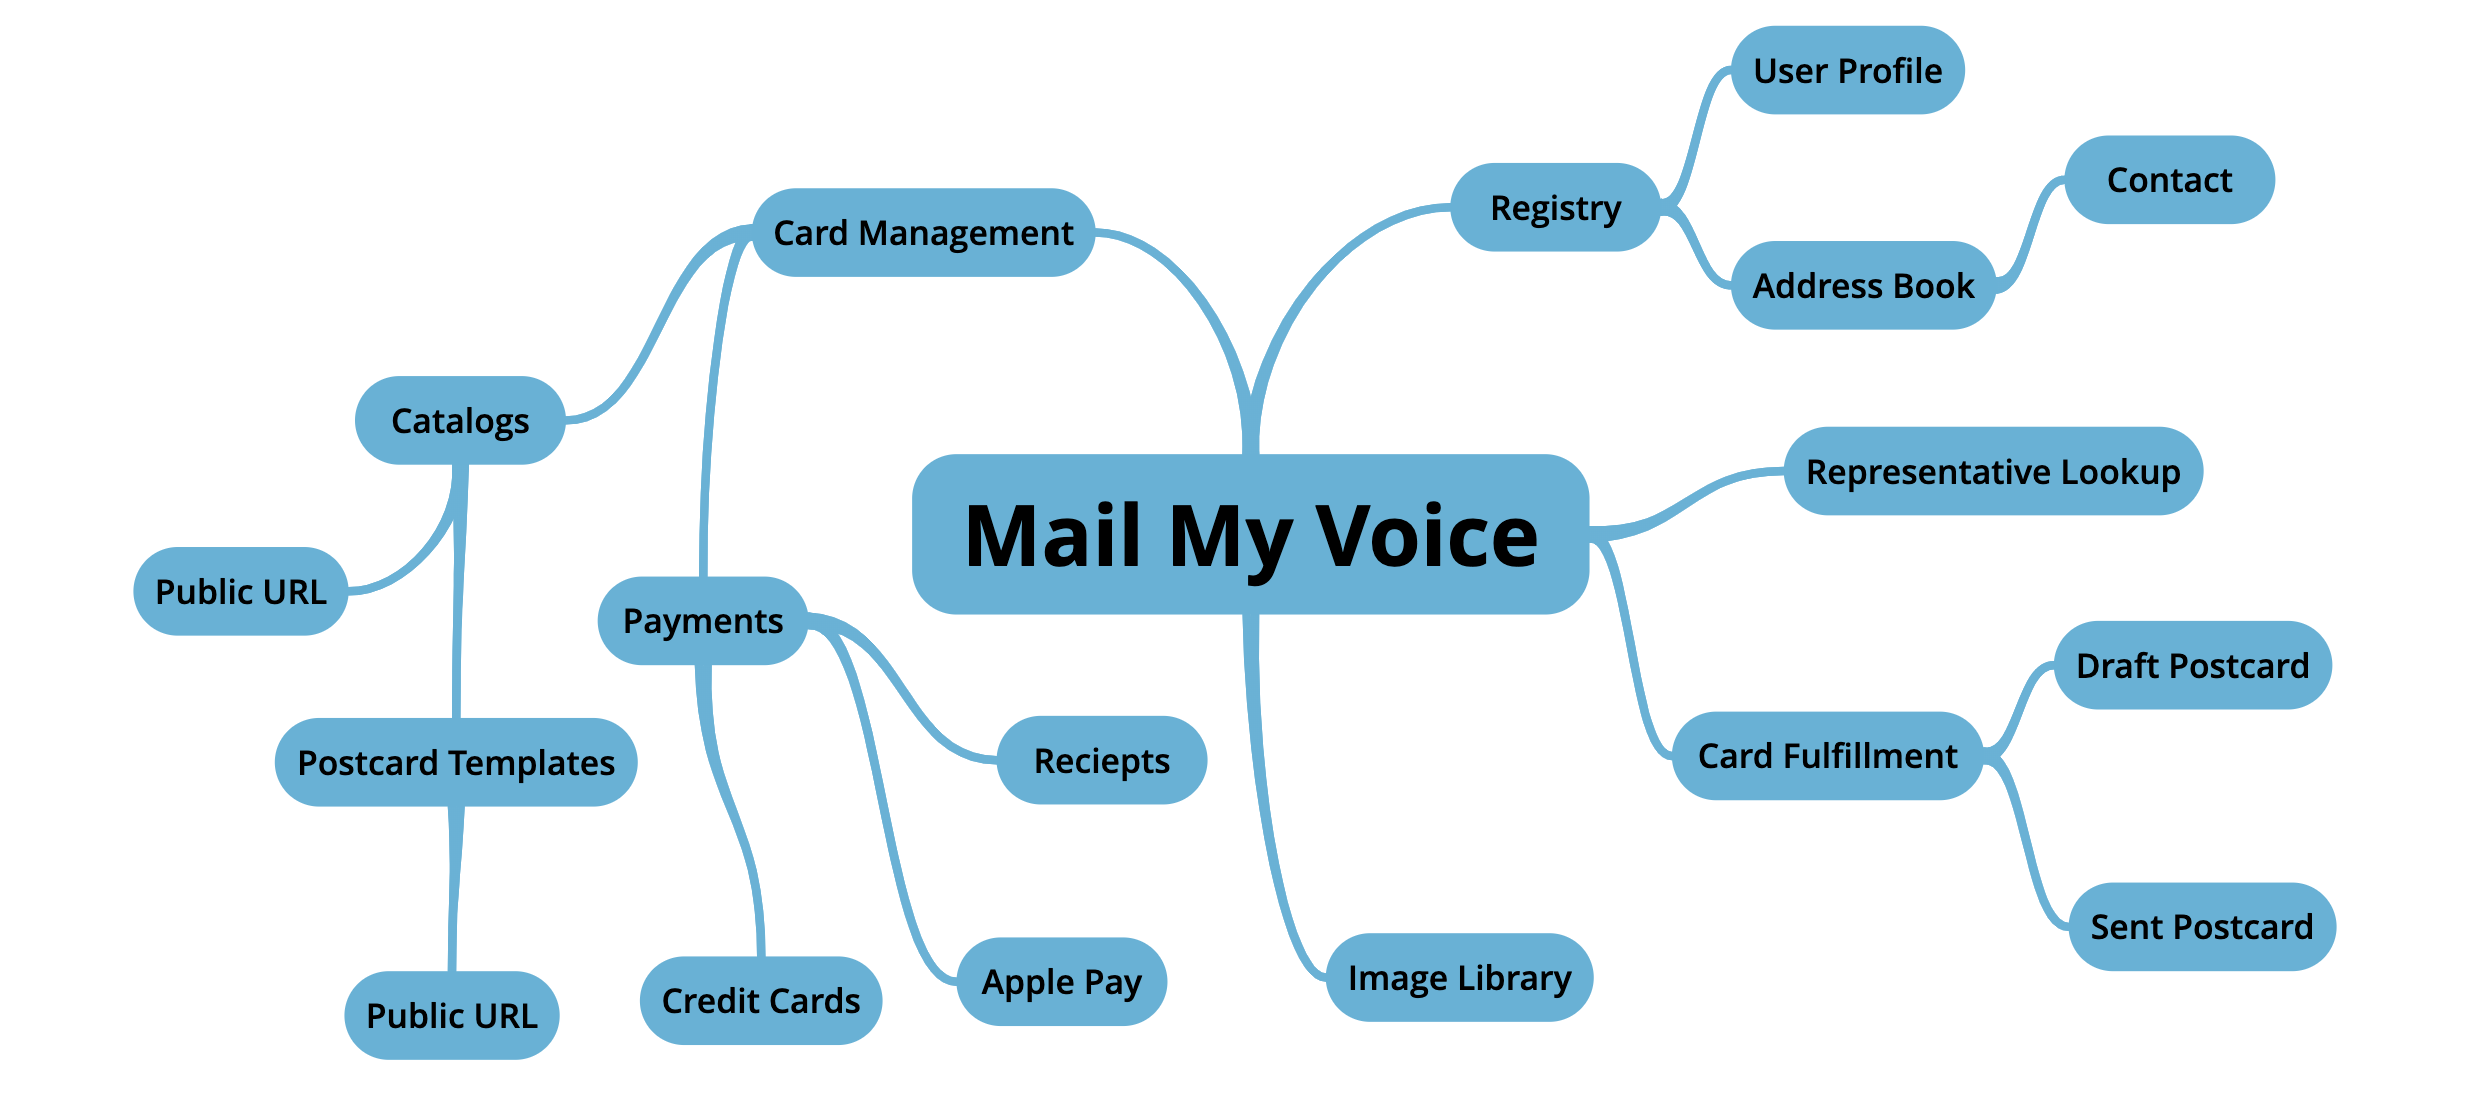 User Profile
Contact
Registry
Card Management
Address Book
Catalogs
Representative Lookup
Mail My Voice
Public URL
Payments
Draft Postcard
Card Fulfillment
Reciepts
Postcard Templates
Sent Postcard
Image Library
Apple Pay
Credit Cards
Public URL